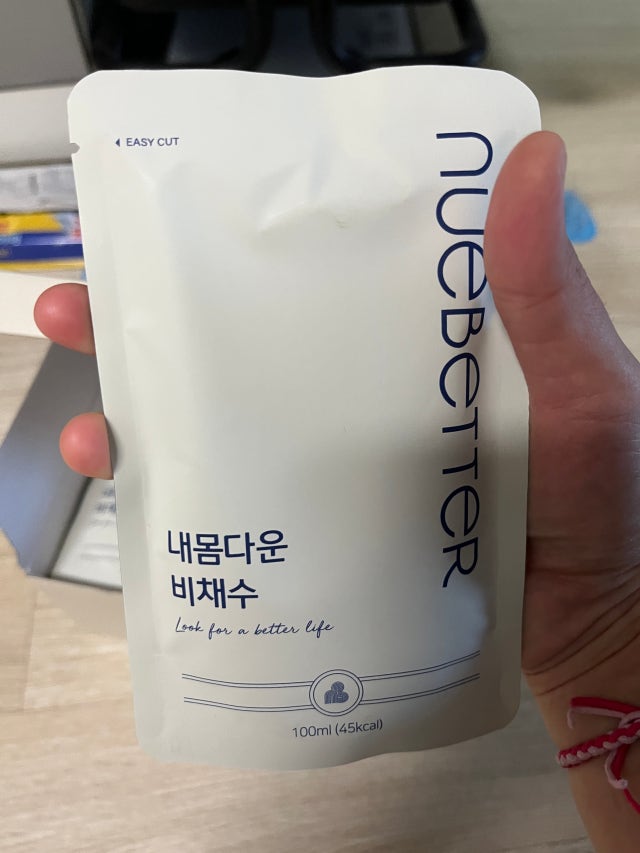 ◀ EASY CUT
nueBetter
내몸다운
비채수
Look for a better life
100ml (45kcal)